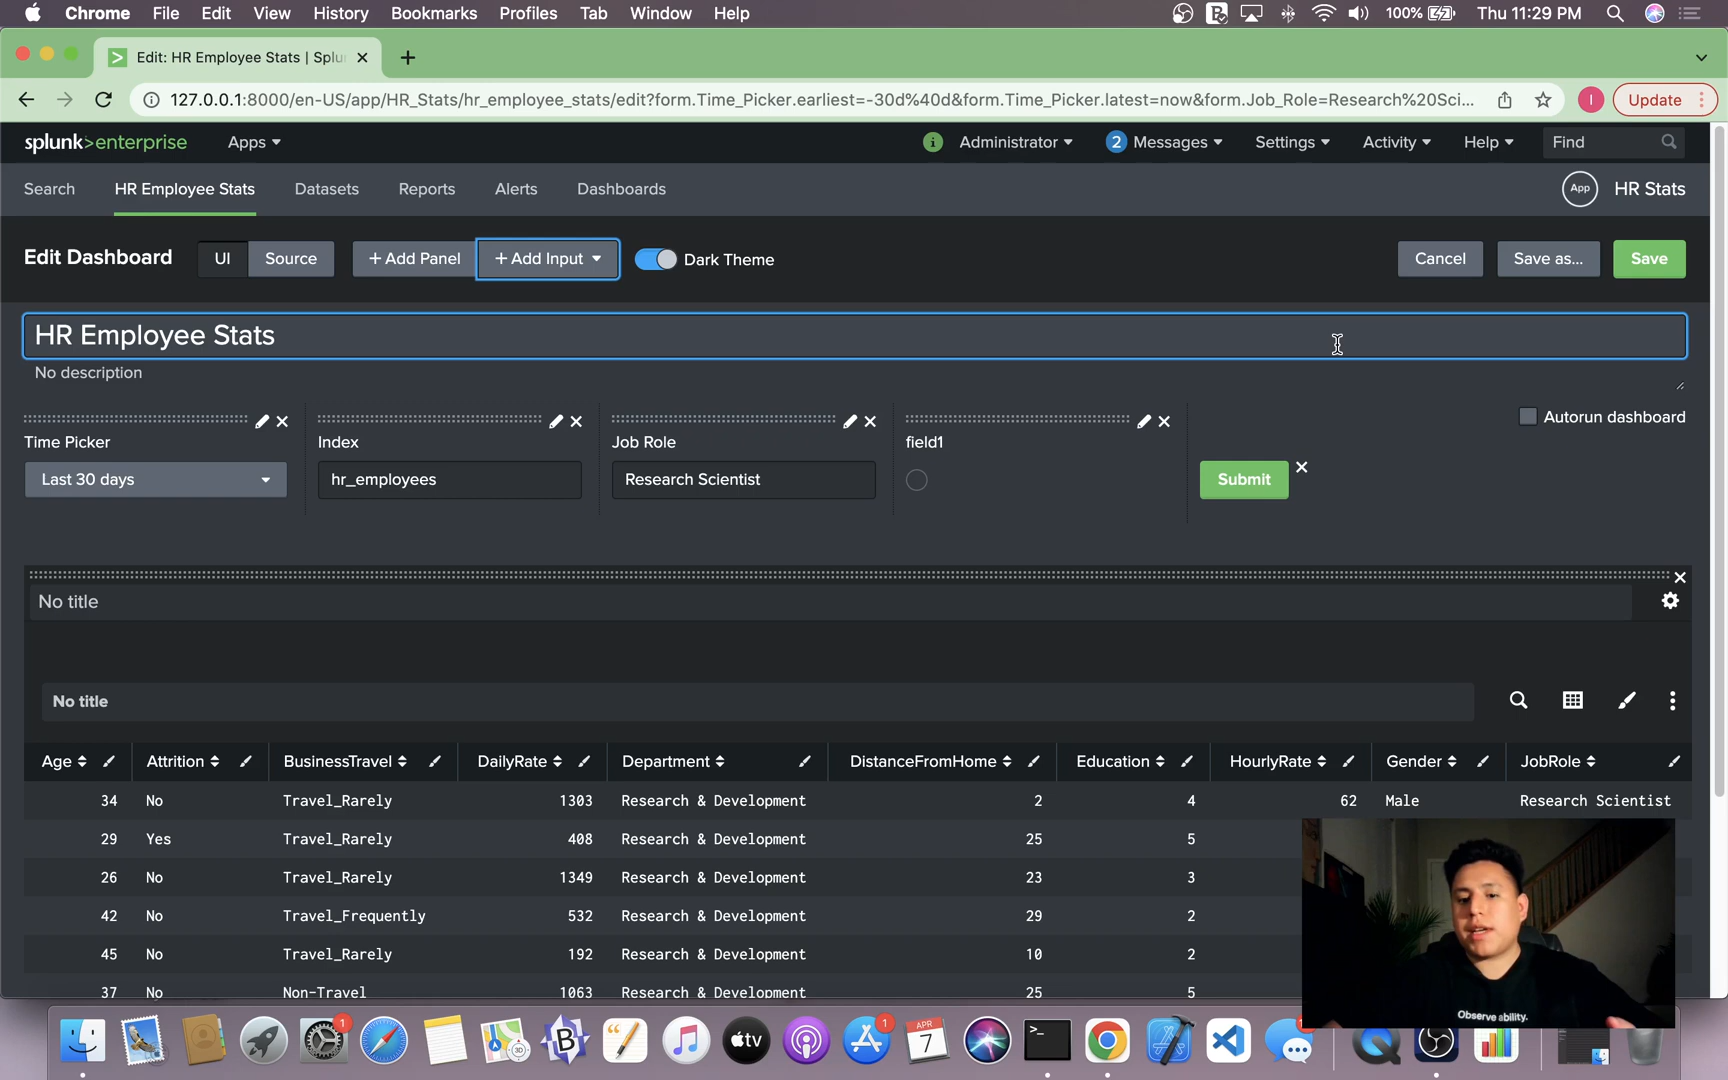 Chrome File Edit View History Bookmarks Profiles Tab Window Help 100% Thu 11:29 PM
Edit: HR Employee Stats | Splu
127.0.0.1:8000/en-US/app/HR_Stats/hr_employee_stats/edit?form.Time_Picker.earliest=-30d%40d&form.Time_Picker.latest=now&form.Job_Role=Research%20Sci... I Update
splunk>enterprise Apps i Administrator 2 Messages Settings Activity Help Find
Search HR Employee Stats Datasets Reports Alerts Dashboards App HR Stats
Edit Dashboard UI Source + Add Panel + Add Input Dark Theme Cancel Save as... Save
HR Employee Stats
No description
Autorun dashboard
Time Picker Index Job Role field1
Last 30 days hr_employees Research Scientist Submit
No title
No title
Age Attrition BusinessTravel DailyRate Department DistanceFromHome Education HourlyRate Gender JobRole
34 No Travel_Rarely 1303 Research & Development 2 4 62 Male Research Scientist
29 Yes Travel_Rarely 408 Research & Development 25 5
26 No Travel_Rarely 1349 Research & Development 23 3
42 No Travel_Frequently 532 Research & Development 29 2
45 No Travel_Rarely 192 Research & Development 10 2
37 No Non-Travel 1063 Research & Development 25 5
Observe ability.
1 tv 1 APR 7